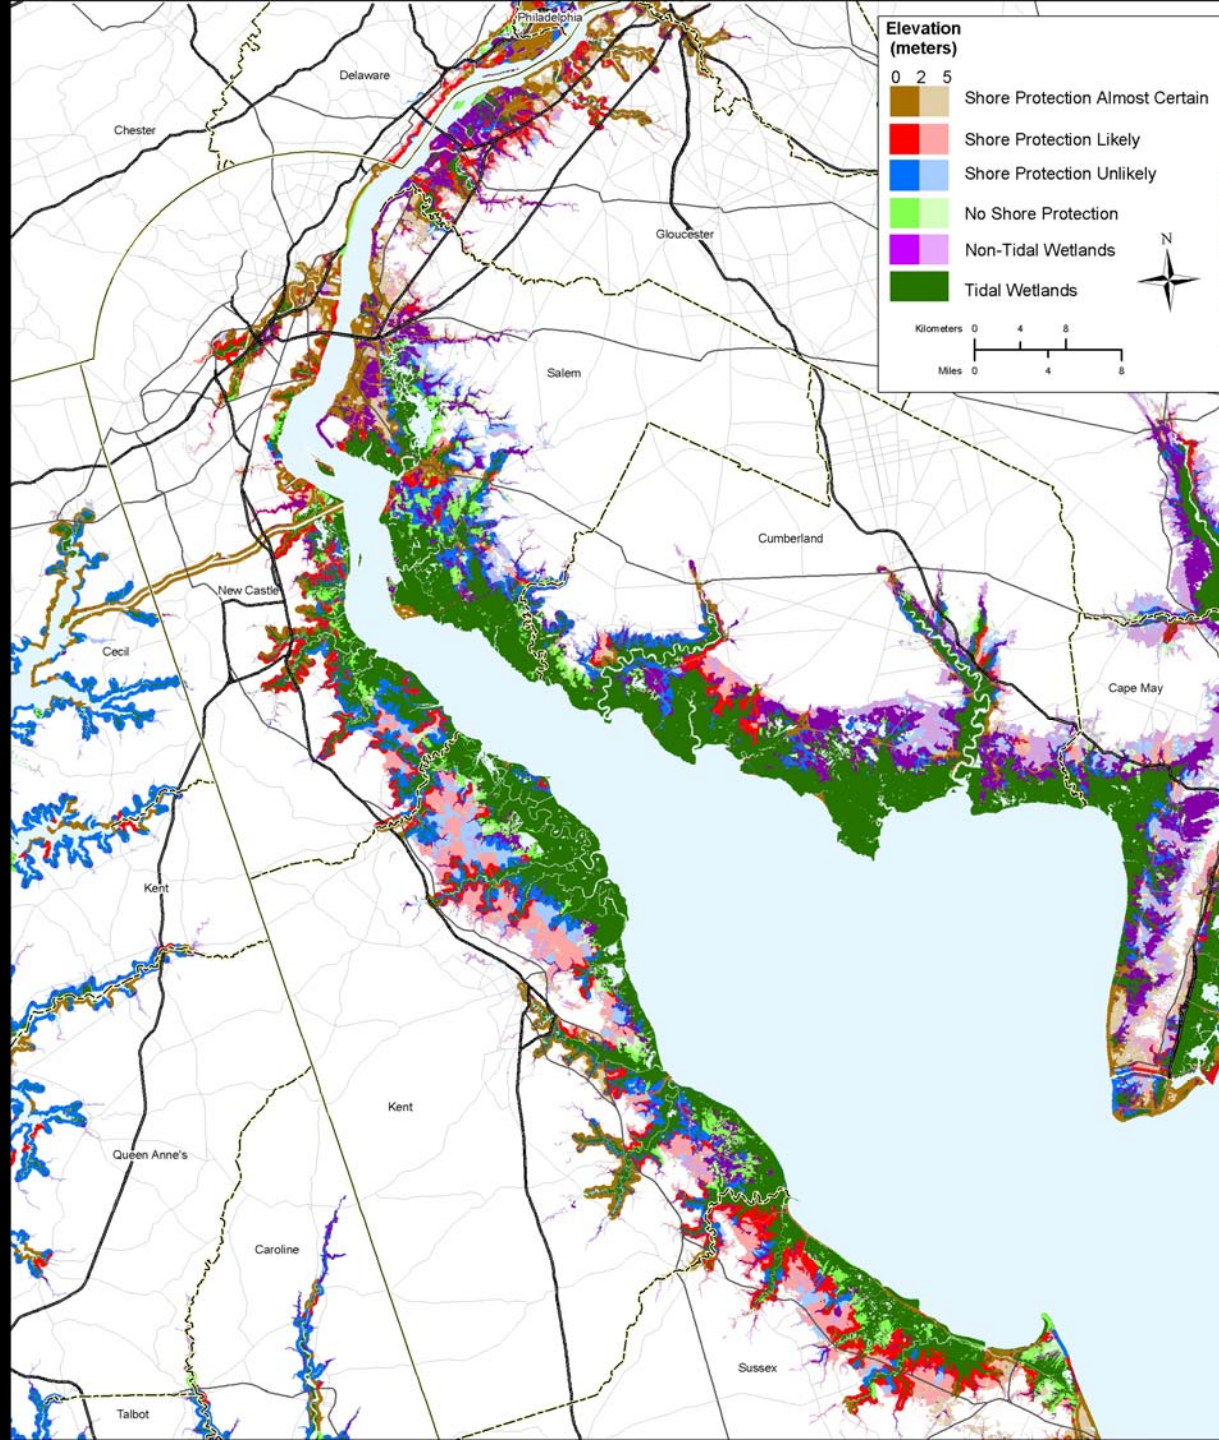 Philadelphia
Elevation
(meters)
0 2 5
Shore Protection Almost Certain
Shore Protection Likely
Shore Protection Unlikely
No Shore Protection
Non-Tidal Wetlands
Tidal Wetlands
N
Kilometers 0 4 8
Miles 0 4 8
Delaware
Chester
Gloucester
Salem
Cumberland
New Castle
Cecil
Cape May
Kent
Kent
Queen Anne's
Caroline
Sussex
Talbot